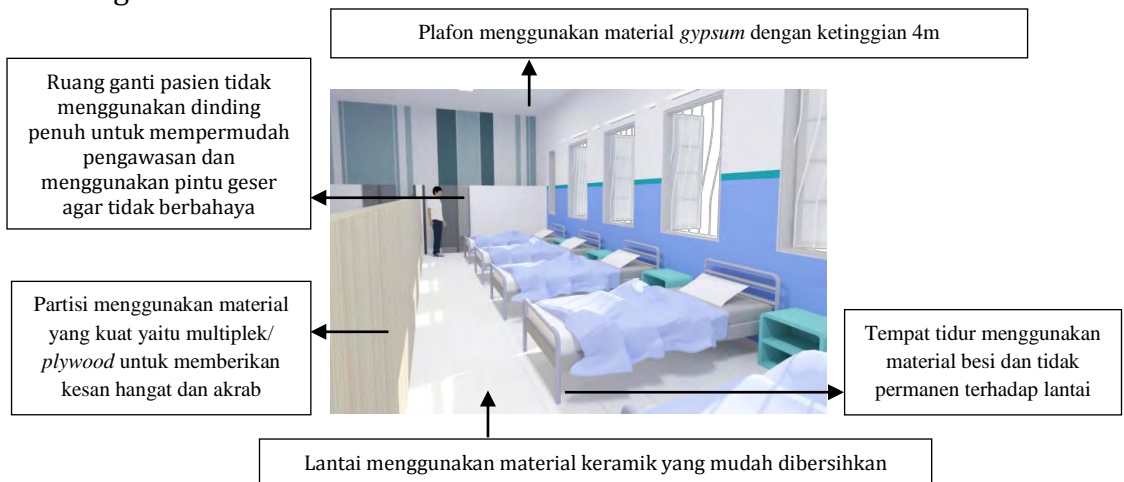 Plafon menggunakan material gypsum dengan ketinggian 4m
Ruang ganti pasien tidak
menggunakan dinding
penuh untuk mempermudah
pengawasan dan
menggunakan pintu geser
agar tidak berbahaya
Partisi menggunakan material
yang kuat yaitu multiplek/
plywood untuk memberikan
kesan hangat dan akrab
Tempat tidur menggunakan
material besi dan tidak
permanen terhadap lantai
Lantai menggunakan material keramik yang mudah dibersihkan